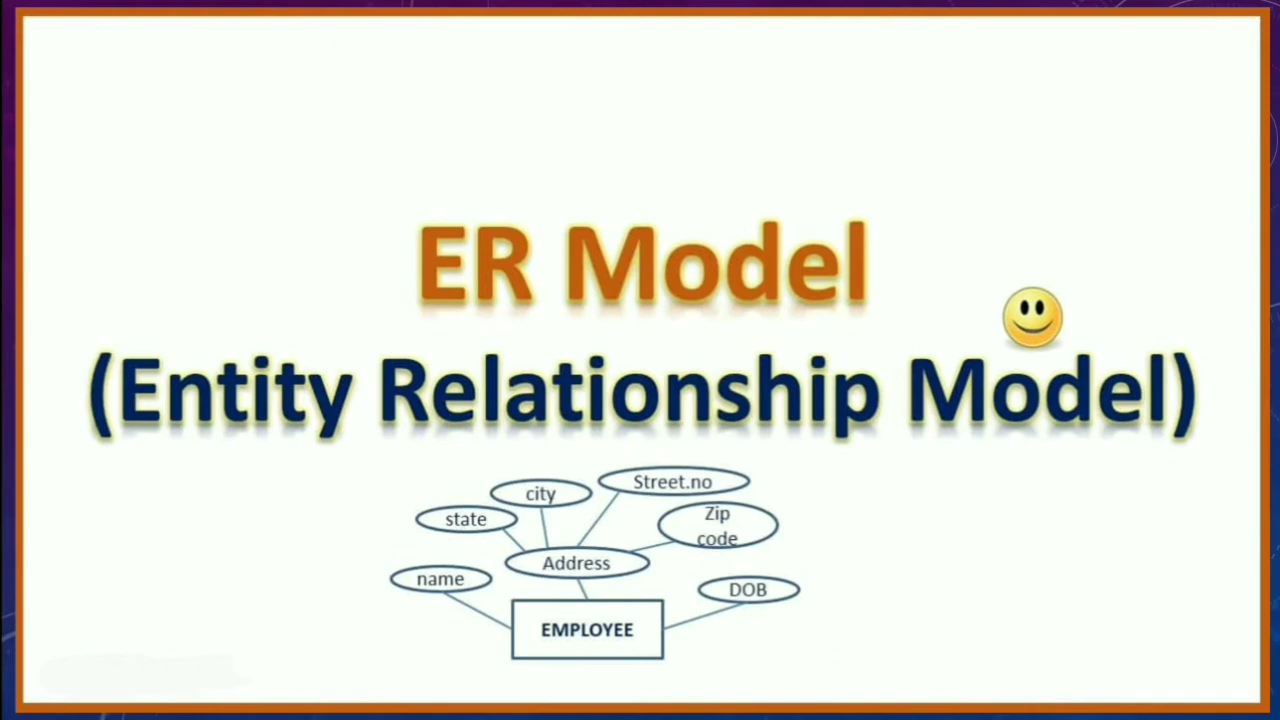 ER Model
(Entity Relationship Model)
Street.no
city
Zip
code
state
Address
name
DOB
EMPLOYEE